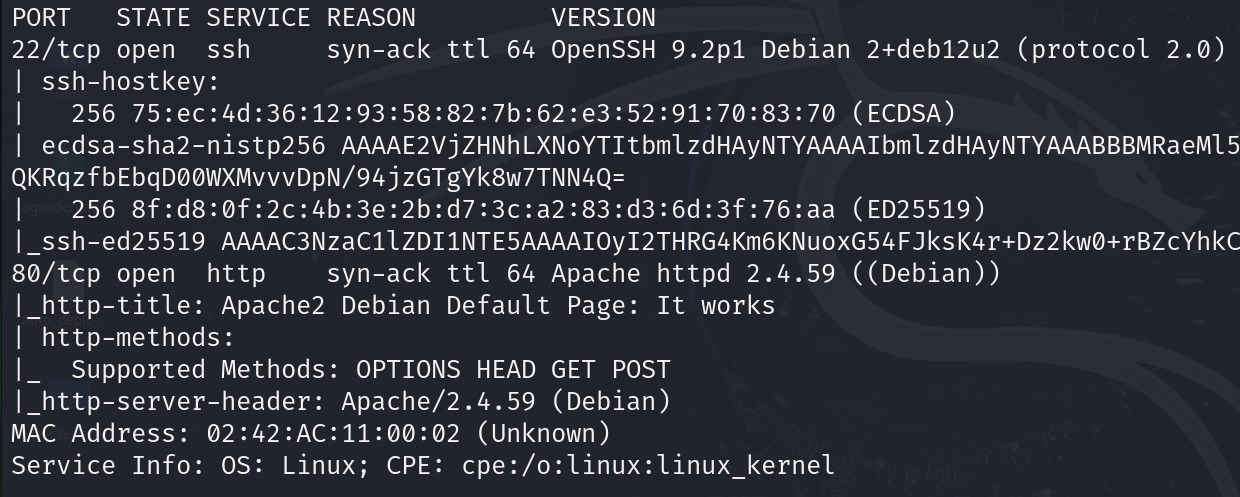 PORT   STATE SERVICE REASON         VERSION
22/tcp open  ssh     syn-ack ttl 64 OpenSSH 9.2p1 Debian 2+deb12u2 (protocol 2.0)
| ssh-hostkey:
|   256 75:ec:4d:36:12:93:58:82:7b:62:e3:52:91:70:83:70 (ECDSA)
| ecdsa-sha2-nistp256 AAAAE2VjZHNhLXNoYTItbmlzdHAyNTYAAAAIbmlzdHAyNTYAAABBBMRaeMl5
QKRqzfbEbqD00WXMvvvDpN/94jzGTgYk8w7TNN4Q=
|   256 8f:d8:0f:2c:4b:3e:2b:d7:3c:a2:83:d3:6d:3f:76:aa (ED25519)
|_ssh-ed25519 AAAAC3NzaC1lZDI1NTE5AAAAIOyI2THRG4Km6KNuoxG54FJksK4r+Dz2kw0+rBZcYhkC
80/tcp open  http    syn-ack ttl 64 Apache httpd 2.4.59 ((Debian))
|_http-title: Apache2 Debian Default Page: It works
| http-methods:
|_  Supported Methods: OPTIONS HEAD GET POST
|_http-server-header: Apache/2.4.59 (Debian)
MAC Address: 02:42:AC:11:00:02 (Unknown)
Service Info: OS: Linux; CPE: cpe:/o:linux:linux_kernel